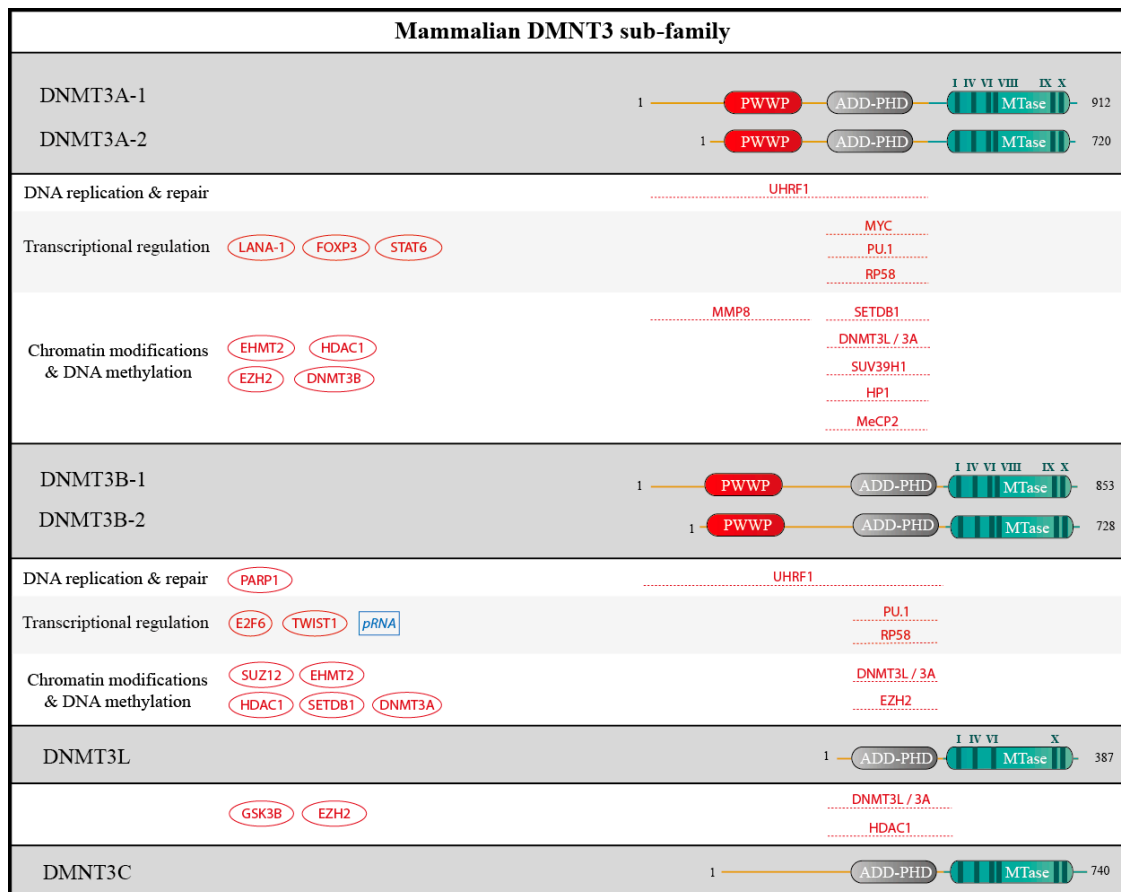 Mammalian DMNT3 sub-family
I IV VI VIII IX X
DNMT3A-1 1 PWWP ADD-PHD MTase 912
DNMT3A-2 1 PWWP ADD-PHD MTase 720
DNA replication & repair UHRF1
MYC
Transcriptional regulation LANA-1 FOXP3 STAT6 PU.1
RP58
MMP8 SETDB1
DNMT3L / 3A
Chromatin modifications EHMT2 HDAC1
& DNA methylation EZH2 DNMT3B SUV39H1
HP1
MeCP2
I IV VI VIII IX X
DNMT3B-1 1 PWWP ADD-PHD MTase 853
DNMT3B-2 1 PWWP ADD-PHD MTase 728
DNA replication & repair PARP1 UHRF1
Transcriptional regulation E2F6 TWIST1 pRNA PU.1
RP58
Chromatin modifications SUZ12 EHMT2 DNMT3L / 3A
& DNA methylation HDAC1 SETDB1 DNMT3A EZH2
I IV VI X
DNMT3L 1 ADD-PHD MTase 387
GSK3B EZH2 DNMT3L / 3A
HDAC1
DMNT3C 1 ADD-PHD MTase 740